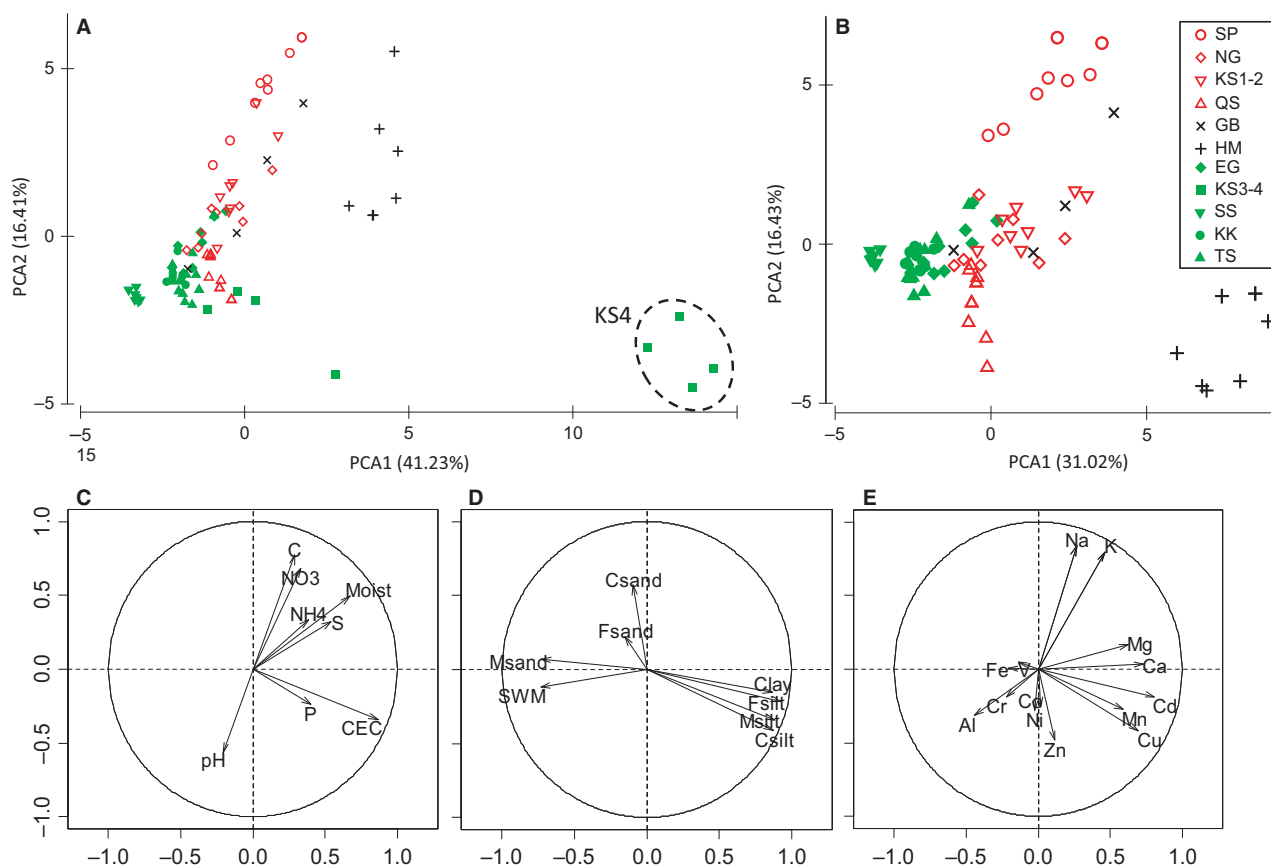 A
5
0
−5
PCA2 (16.41%)
KS4
−5
0
5
10
15
PCA1 (41.23%)
B
5
0
−5
PCA2 (16.43%)
−5
0
5
PCA1 (31.02%)
SP
NG
KS1-2
QS
GB
HM
EG
KS3-4
SS
KK
TS
C
1.0
0.5
0.0
−0.5
−1.0
C
NO3
Moist
NH4
S
P
CEC
pH
−1.0 −0.5 0.0 0.5 1.0
D
Csand
Fsand
Msand
SWM
Clay
Fsilt
Msilt
Csilt
−1.0 −0.5 0.0 0.5 1.0
E
Na
K
Mg
Ca
Fe
V
Cd
Cr
Co
Mn
Al
Ni
Cu
Zn
−1.0 −0.5 0.0 0.5 1.0